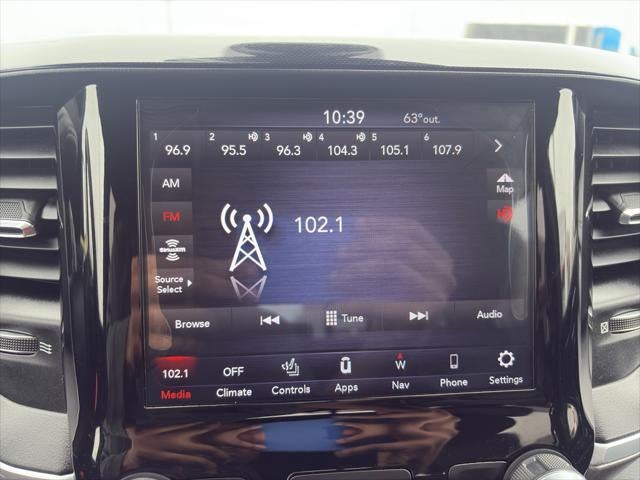 10:39 63°out.
1 2 3 4 5 6
96.9 95.5 96.3 104.3 105.1 107.9
AM
Map
FM
102.1
SiriusXM
Source
Select
Browse Tune Audio
102.1 OFF W
Media Climate Controls Apps Nav Phone Settings